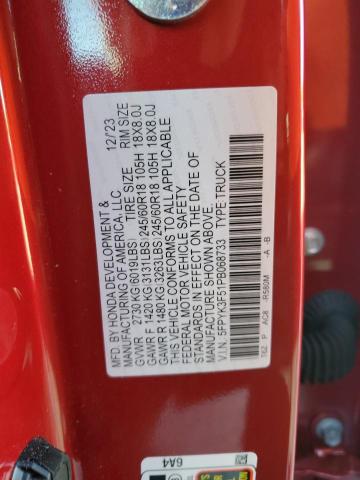 MFD. BY HONDA DEVELOPMENT & 12/23
MANUFACTURING OF AMERICA, LLC.
GVWR 2730 KG (6019LBS) TIRE SIZE RIM SIZE
GAWR F 1420 KG 3131LBS:245/60R18 105H 18X8.0J
GAWR R 1480 KG 3263LBS:245/60R18 105H 18X8.0J
THIS VEHICLE CONFORMS TO ALL APPLICABLE
FEDERAL MOTOR VEHICLE SAFETY
STANDARDS IN EFFECT ON THE DATE OF
MANUFACTURE SHOWN ABOVE.
V.I.N. 5FPYK3F51PB068733 TYPE:TRUCK
P AC8 -R560M -A -B
6A4